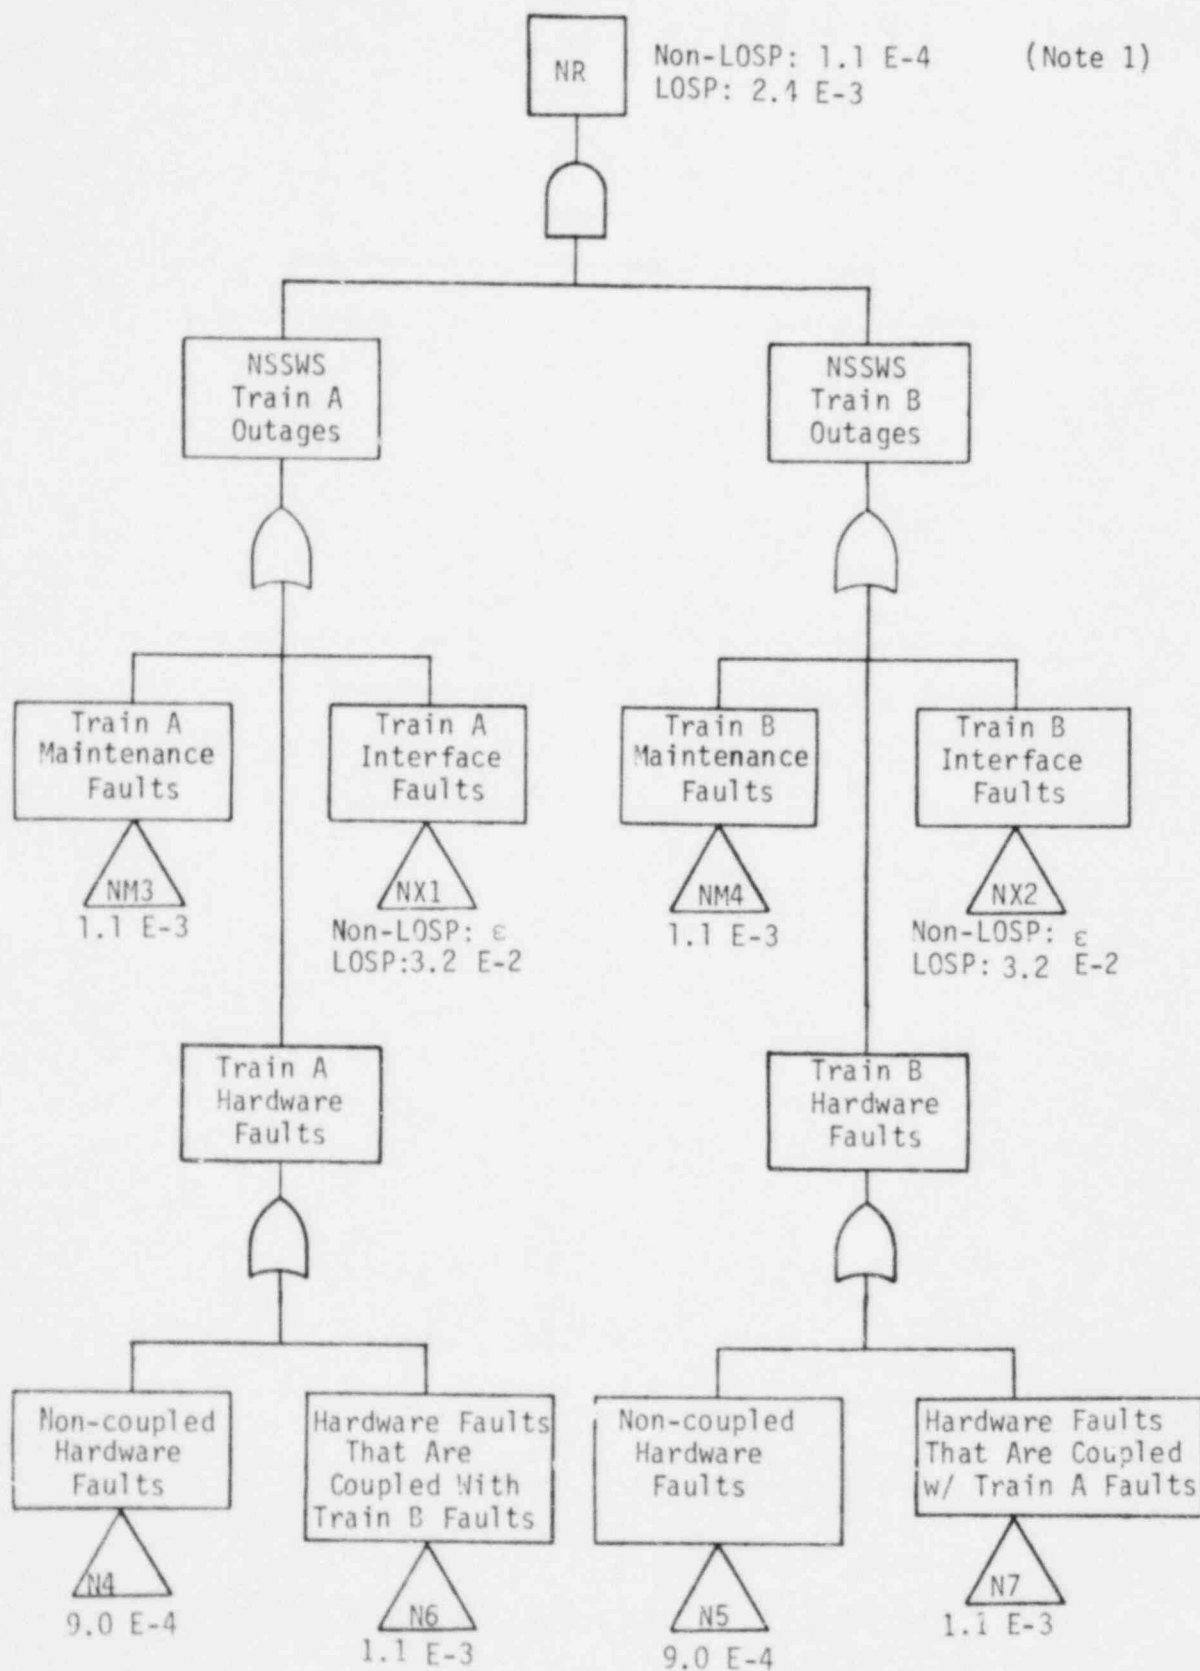 NR
Non-LOSP: 1.1 E-4 (Note 1)
LOSP: 2.4 E-3
NSSWS
Train A
Outages
NSSWS
Train B
Outages
Train A
Maintenance
Faults
NM3
1.1 E-3
Train A
Interface
Faults
NX1
Non-LOSP: ε
LOSP:3.2 E-2
Train B
Maintenance
Faults
NM4
1.1 E-3
Train B
Interface
Faults
NX2
Non-LOSP: ε
LOSP: 3.2 E-2
Train A
Hardware
Faults
Train B
Hardware
Faults
Non-coupled
Hardware
Faults
N4
9.0 E-4
Hardware Faults
That Are
Coupled With
Train B Faults
N6
1.1 E-3
Non-coupled
Hardware
Faults
N5
9.0 E-4
Hardware Faults
That Are Coupled
w/ Train A Faults
N7
1.1 E-3